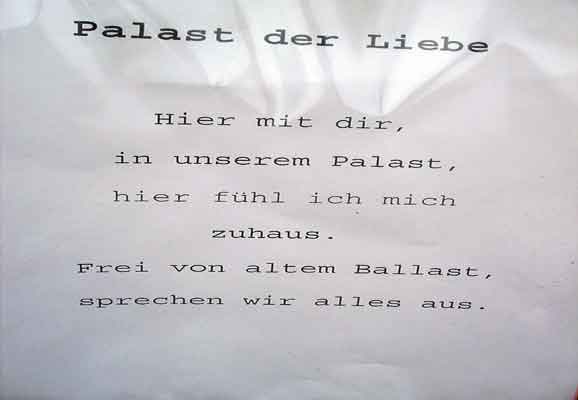 Palast der Liebe
Hier mit dir,
in unserem Palast,
hier fühl ich mich
zuhaus.
Frei von altem Ballast,
sprechen wir alles aus.